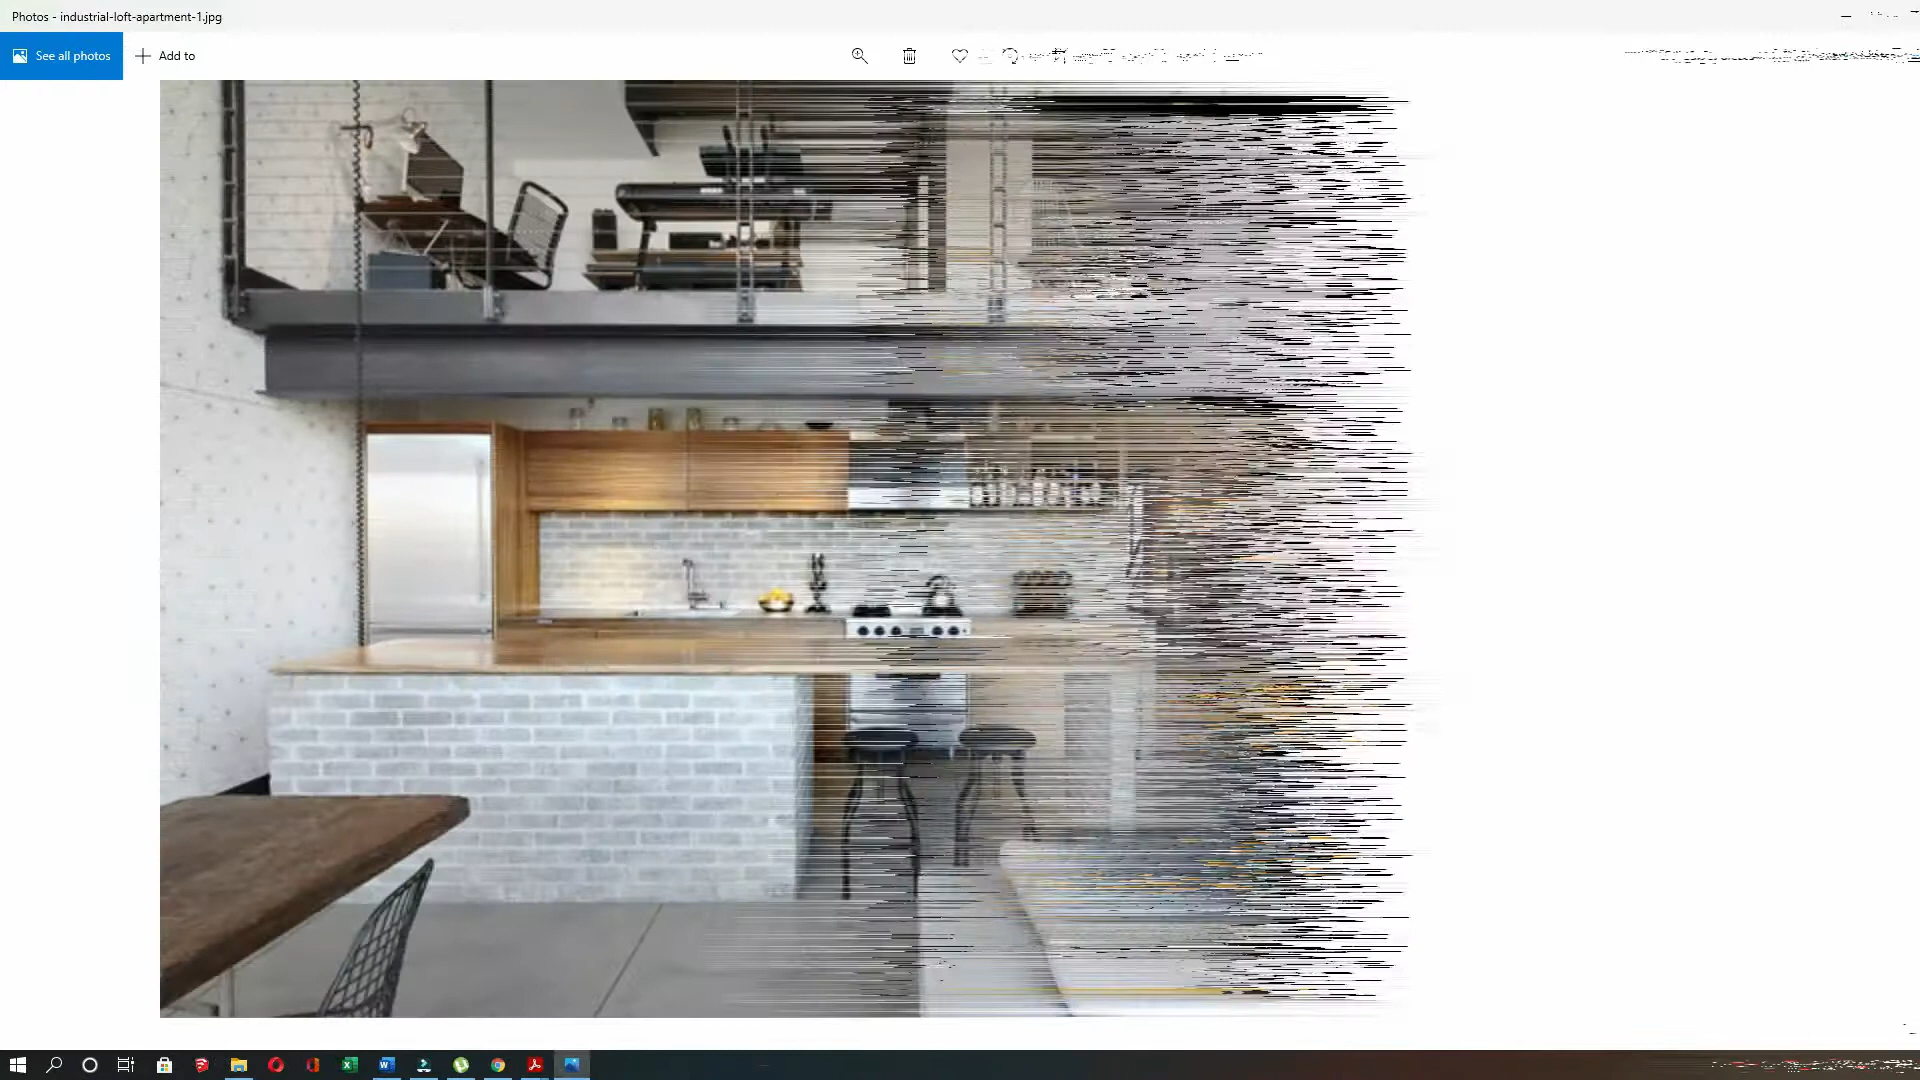 Photos - industrial-loft-apartment-1.jpg
See all photos
Add to